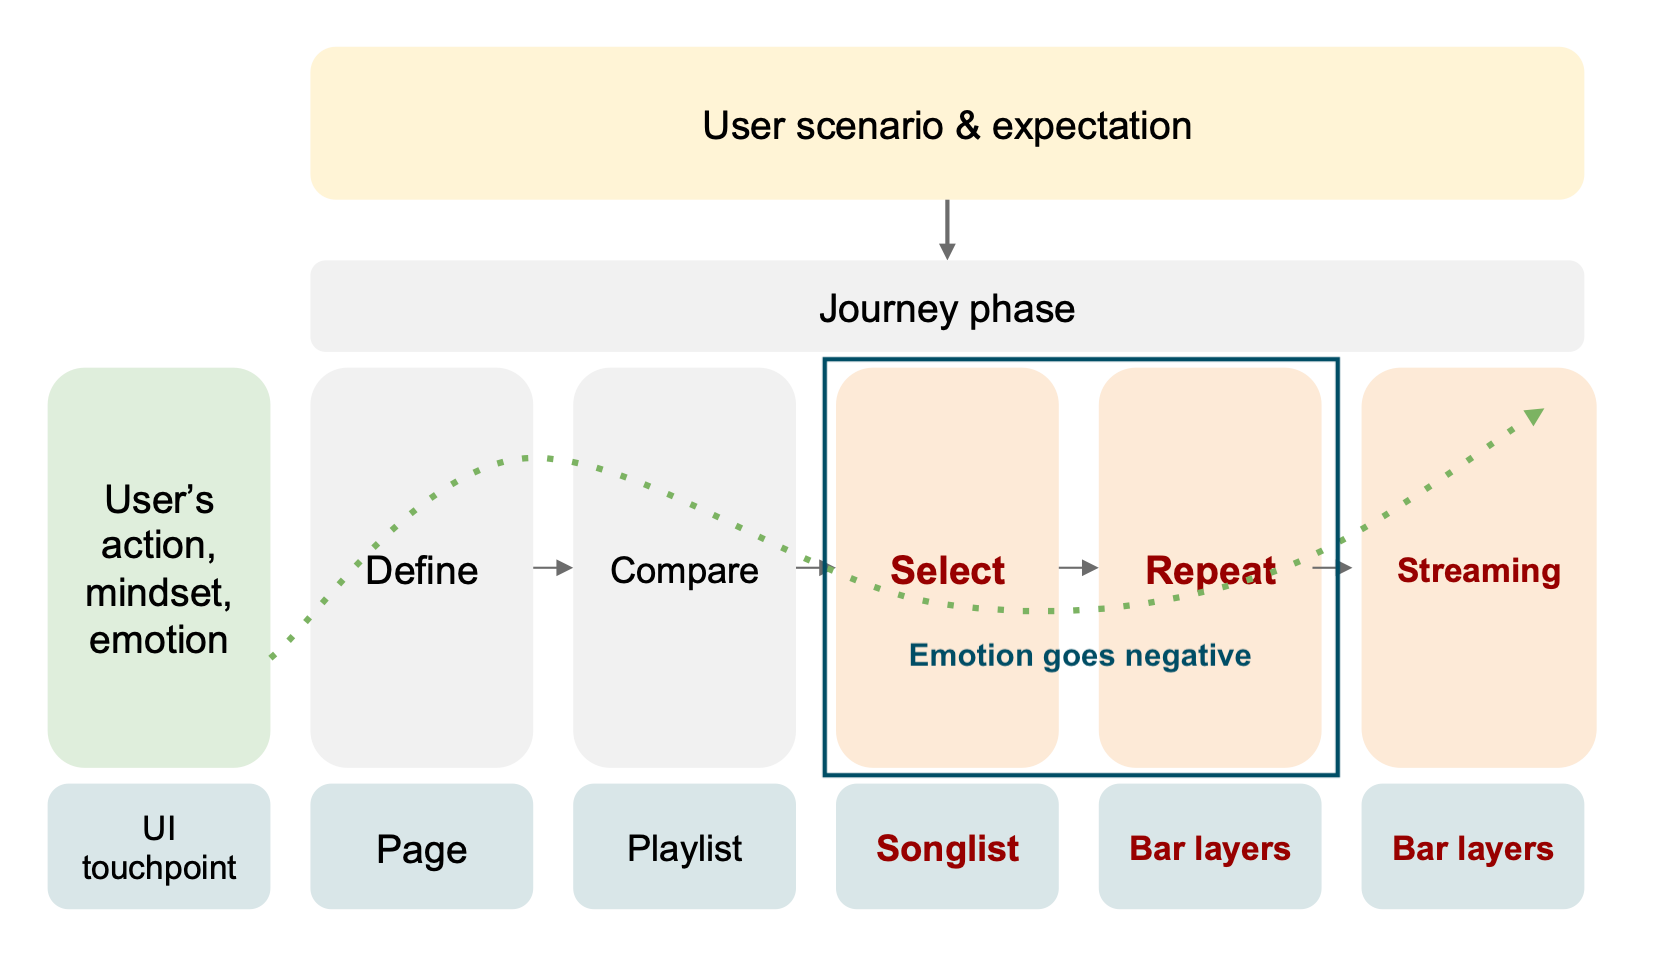 User scenario & expectation
Journey phase
User’s
action,
mindset,
emotion
Define
Compare
Select
Repeat
Streaming
Emotion goes negative
UI
touchpoint
Page
Playlist
Songlist
Bar layers
Bar layers